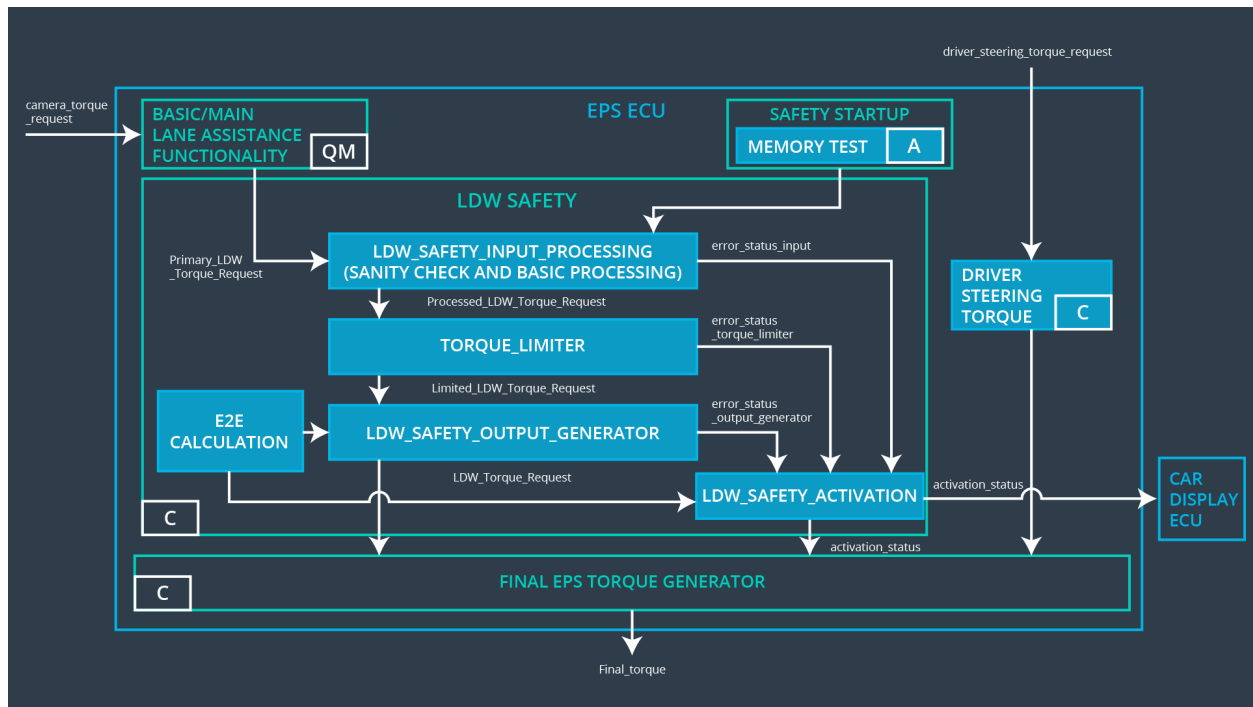 driver_steering_torque_request
camera_torque
_request
EPS ECU
BASIC/MAIN
LANE ASSISTANCE
FUNCTIONALITY
QM
SAFETY STARTUP
MEMORY TEST
A
LDW SAFETY
LDW_SAFETY_INPUT_PROCESSING
(SANITY CHECK AND BASIC PROCESSING)
error_status_input
Primary_LDW
_Torque_Request
DRIVER
STEERING
TORQUE
C
Processed_LDW_Torque_Request
TORQUE_LIMITER
error_status
_torque_limiter
Limited_LDW_Torque_Request
E2E
CALCULATION
LDW_SAFETY_OUTPUT_GENERATOR
error_status
_output_generator
LDW_Torque_Request
LDW_SAFETY_ACTIVATION
activation_status
CAR
DISPLAY
ECU
C
activation_status
FINAL EPS TORQUE GENERATOR
C
Final_torque